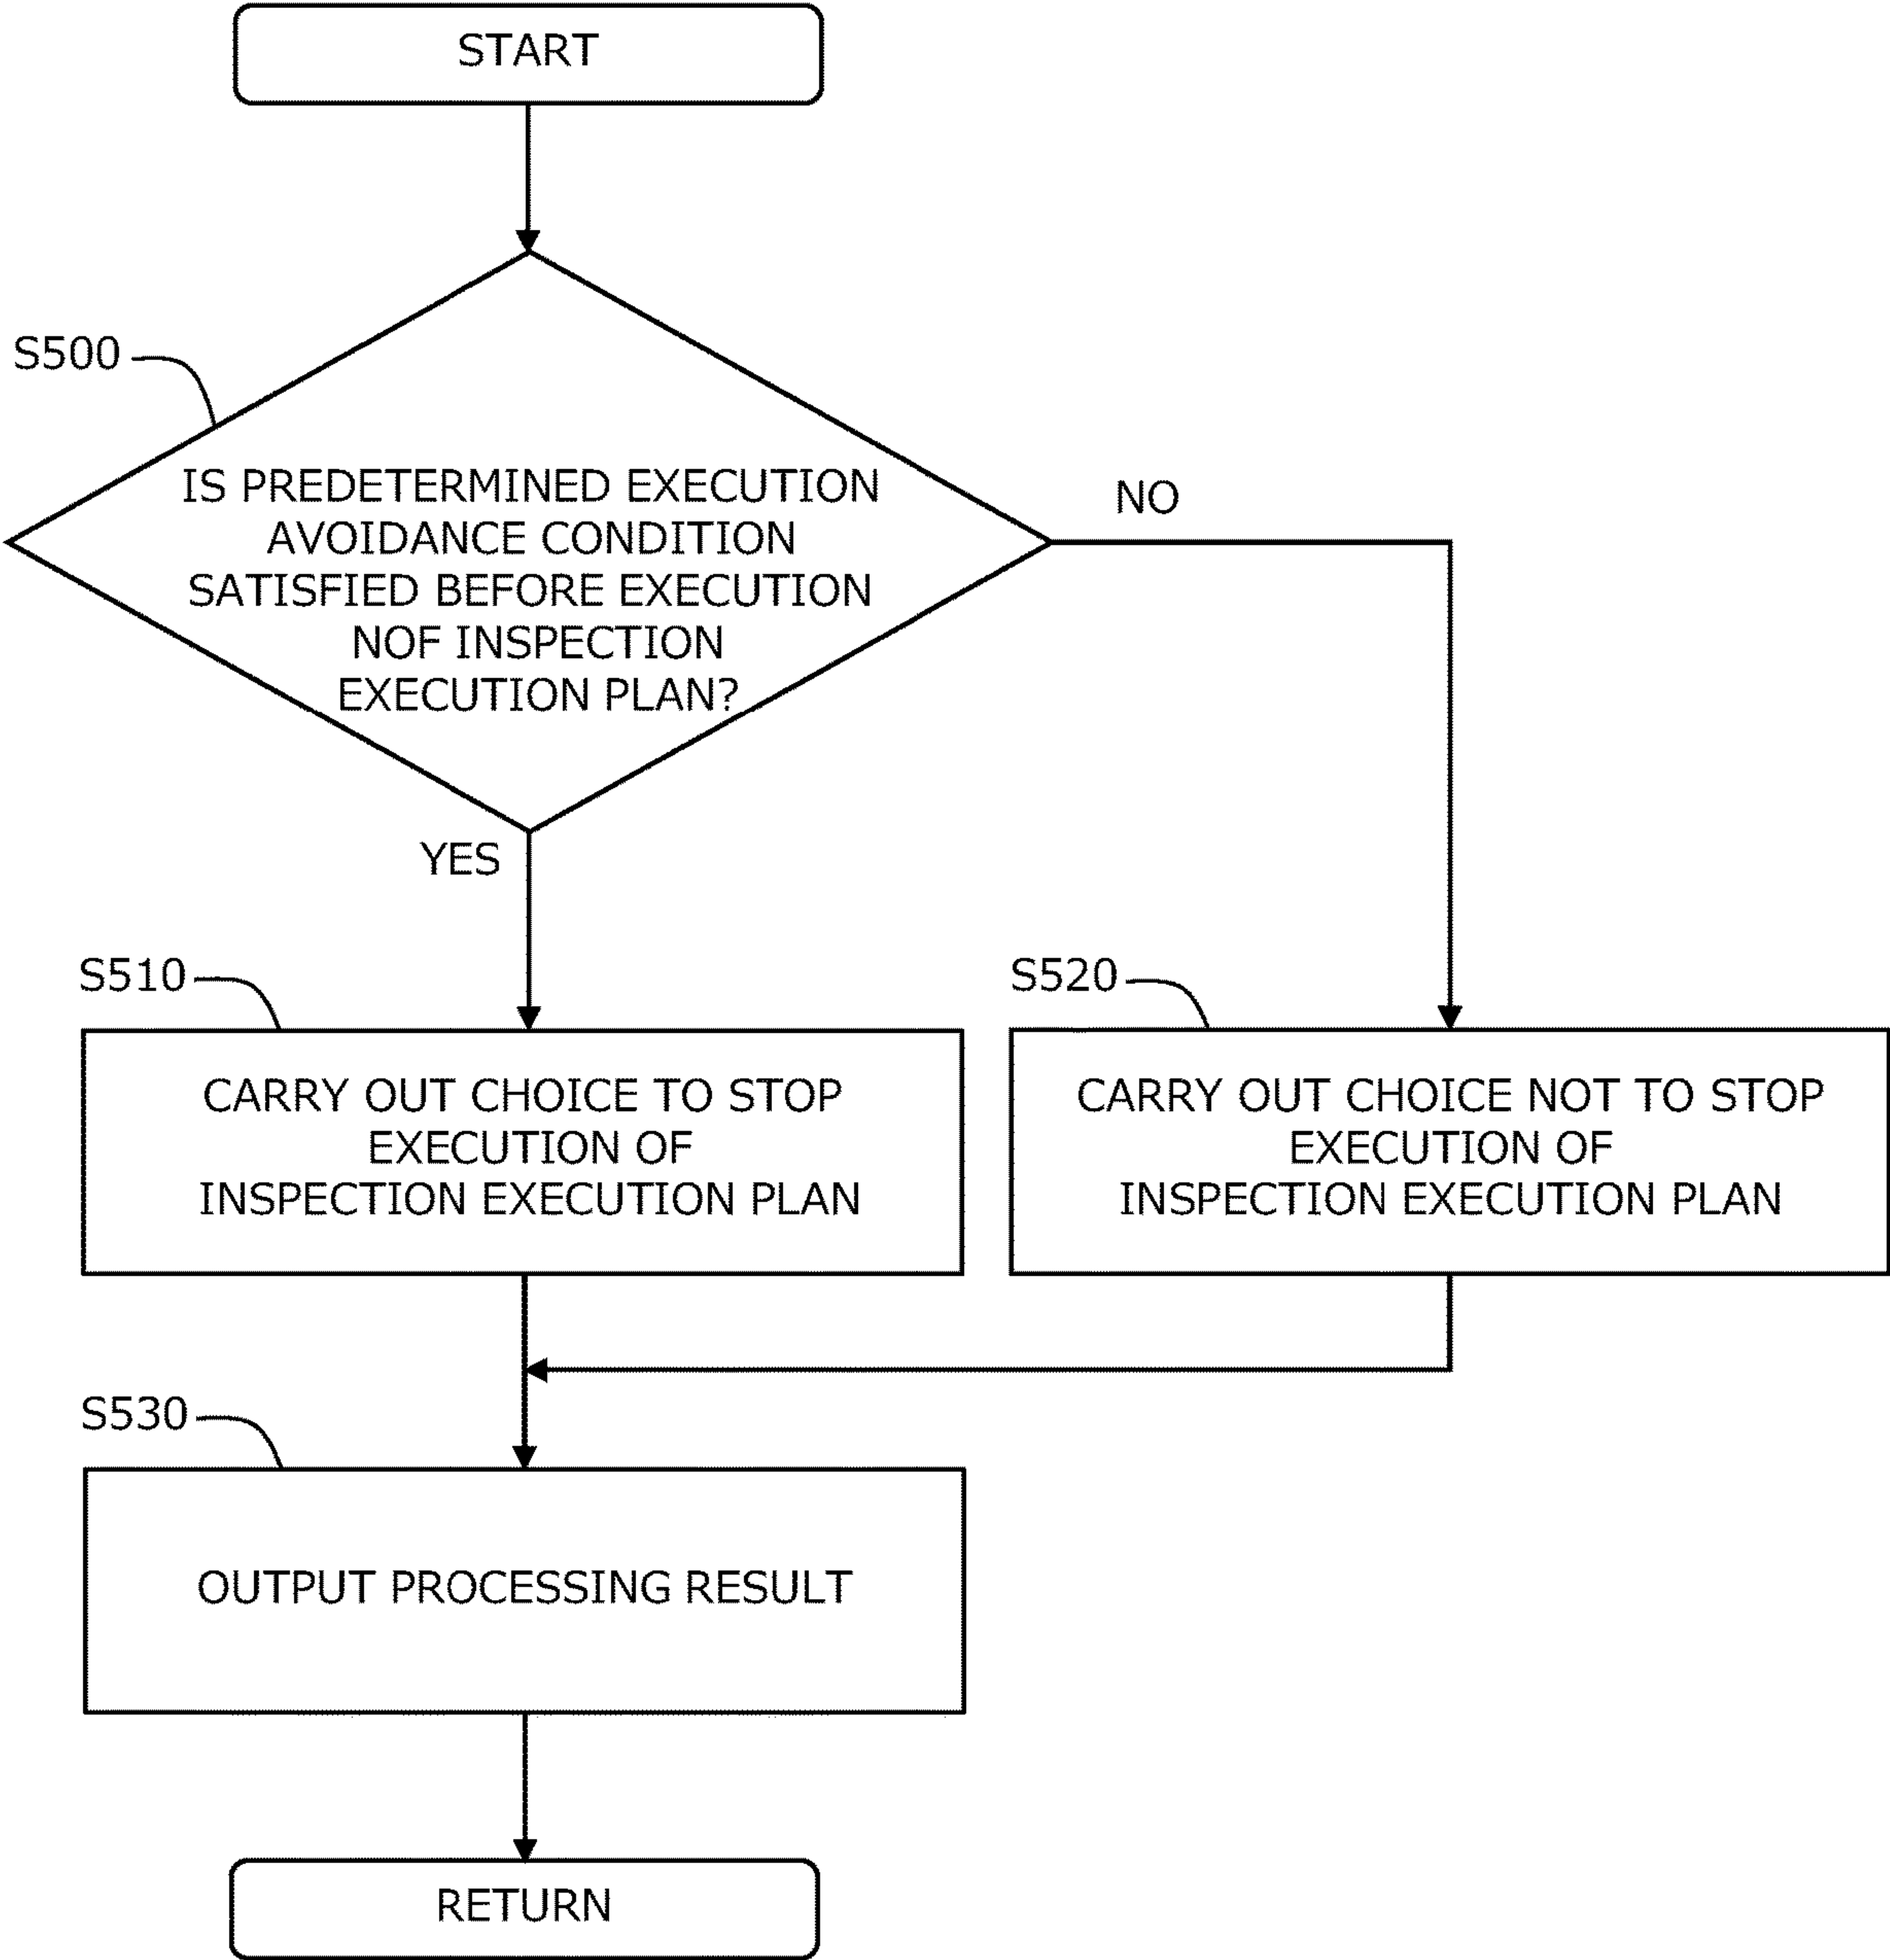 START
S500
IS PREDETERMINED EXECUTION
AVOIDANCE CONDITION
SATISFIED BEFORE EXECUTION
NOF INSPECTION
EXECUTION PLAN?
NO
YES
S510
CARRY OUT CHOICE TO STOP
EXECUTION OF
INSPECTION EXECUTION PLAN
S520
CARRY OUT CHOICE NOT TO STOP
EXECUTION OF
INSPECTION EXECUTION PLAN
S530
OUTPUT PROCESSING RESULT
RETURN